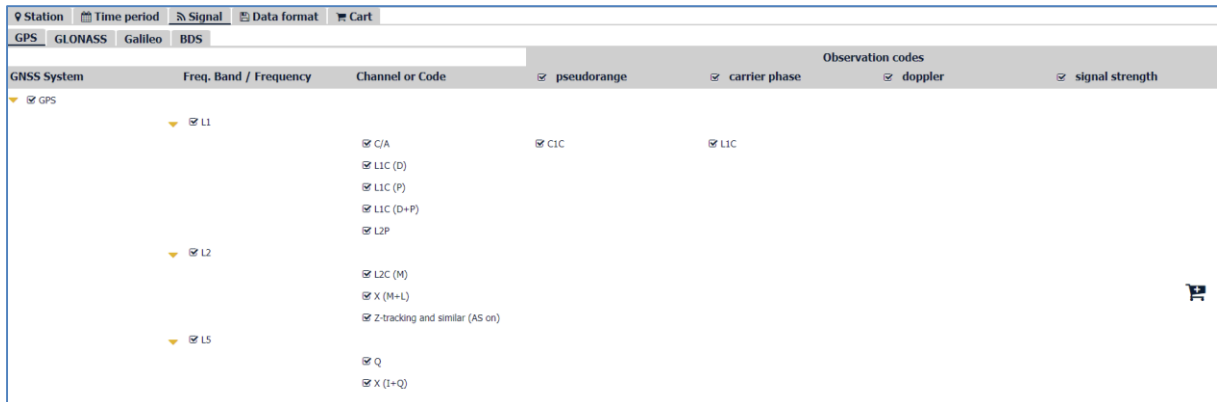 Station Time period Signal Data format Cart
GPS GLONASS Galileo BDS
Observation codes
GNSS System Freq. Band / Frequency Channel or Code pseudorange carrier phase doppler signal strength
GPS
L1
C/A C1C L1C
L1C (D)
L1C (P)
L1C (D+P)
L2P
L2
L2C (M)
X (M+L)
Z-tracking and similar (AS on)
L5
Q
X (I+Q)